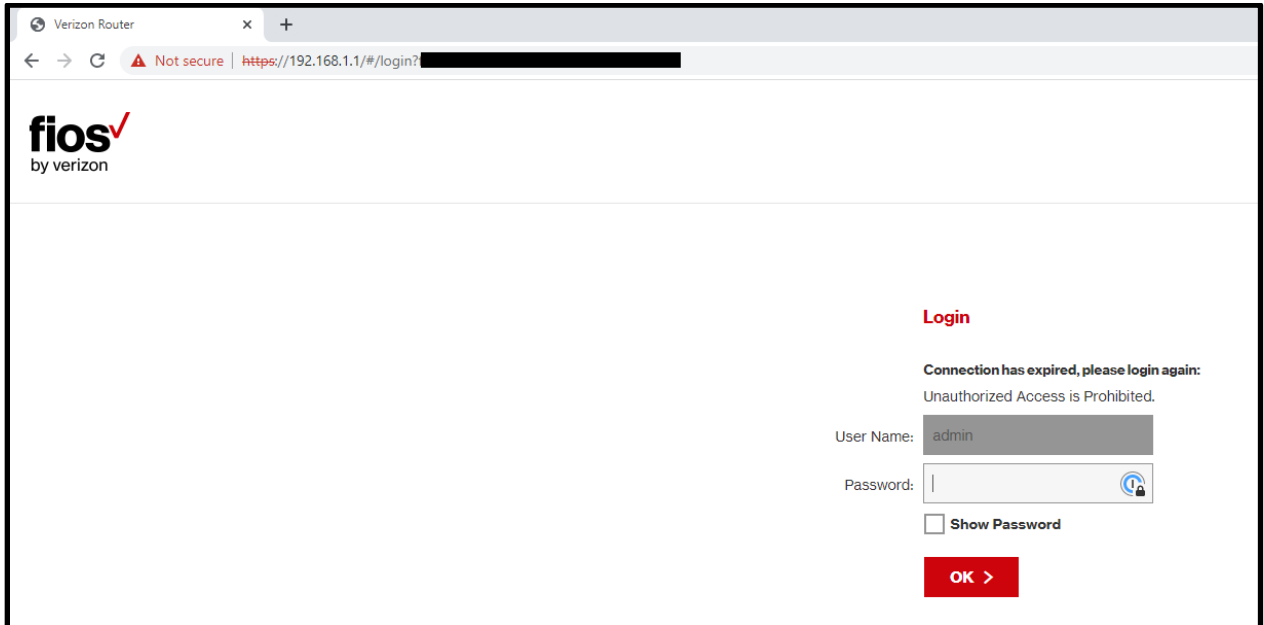 Verizon Router
Not secure | https://192.168.1.1/#/login?
fios
by verizon
Login
Connection has expired, please login again:
Unauthorized Access is Prohibited.
User Name: admin
Password:
Show Password
OK >